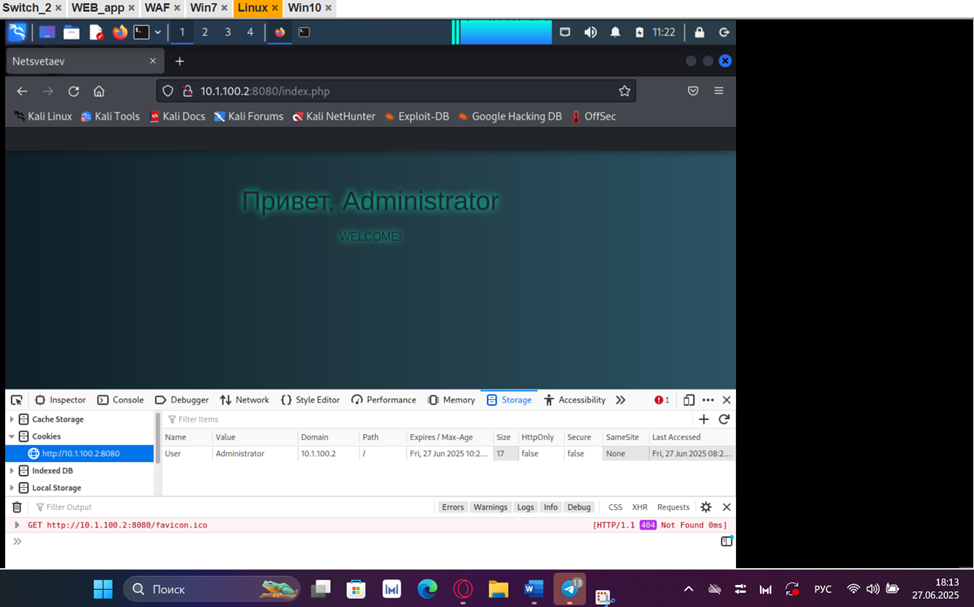 Switch_2 × WEB_app × WAF × Win7 × Linux × Win10 ×
1 2 3 4 11:22
Netsvetaev × +
10.1.100.2:8080/index.php
Kali Linux Kali Tools Kali Docs Kali Forums Kali NetHunter Exploit-DB Google Hacking DB OffSec
Привет, Administrator
WELCOME!
Inspector Console Debugger Network {} Style Editor Performance Memory Storage Accessibility >> 1
Cache Storage
Cookies
http://10.1.100.2:8080
Indexed DB
Local Storage
Filter Items
Name Value Domain Path Expires / Max-Age Size HttpOnly Secure SameSite Last Accessed
User Administrator 10.1.100.2 / Fri, 27 Jun 2025 10:2... 17 false false None Fri, 27 Jun 2025 08:2...
Filter Output Errors Warnings Logs Info Debug CSS XHR Requests
GET http://10.1.100.2:8080/favicon.ico [HTTP/1.1 404 Not Found 0ms]
>>
Поиск 13 РУС 18:13
27.06.2025